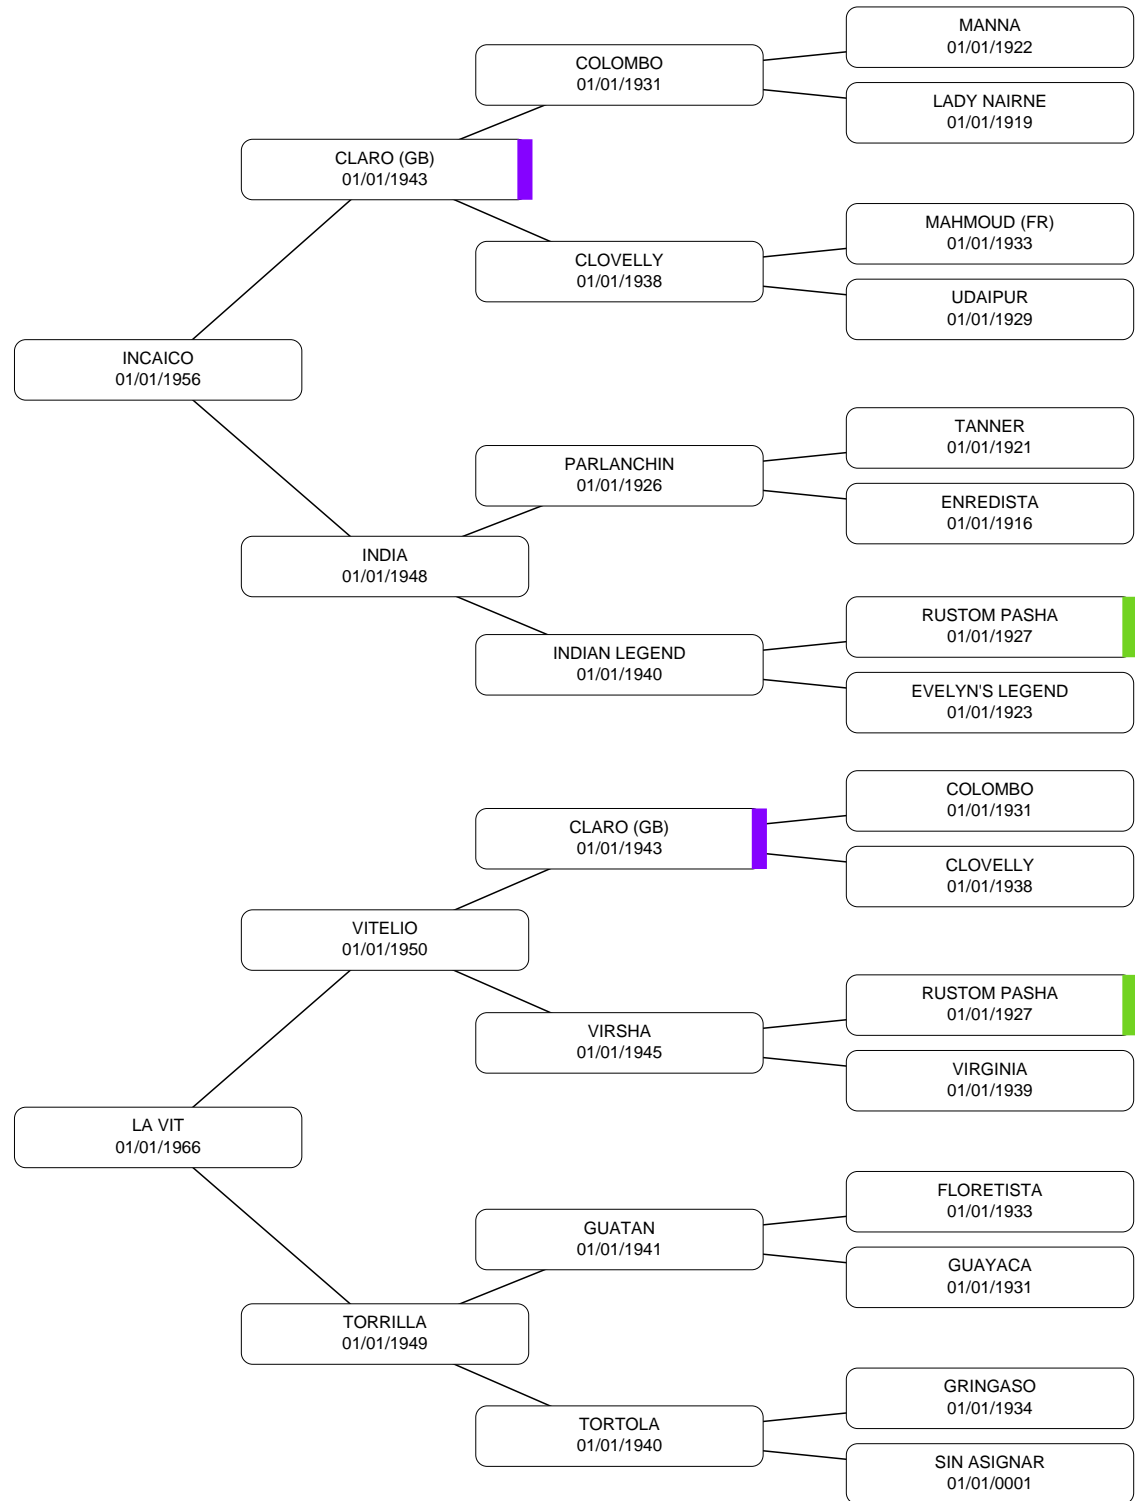 MANNA
01/01/1922
COLOMBO
01/01/1931
LADY NAIRNE
01/01/1919
CLARO (GB)
01/01/1943
MAHMOUD (FR)
01/01/1933
CLOVELLY
01/01/1938
UDAIPUR
01/01/1929
INCAICO
01/01/1956
TANNER
01/01/1921
PARLANCHIN
01/01/1926
ENREDISTA
01/01/1916
INDIA
01/01/1948
RUSTOM PASHA
01/01/1927
INDIAN LEGEND
01/01/1940
EVELYN'S LEGEND
01/01/1923
COLOMBO
01/01/1931
CLARO (GB)
01/01/1943
CLOVELLY
01/01/1938
VITELIO
01/01/1950
RUSTOM PASHA
01/01/1927
VIRSHA
01/01/1945
VIRGINIA
01/01/1939
LA VIT
01/01/1966
FLORETISTA
01/01/1933
GUATAN
01/01/1941
GUAYACA
01/01/1931
TORRILLA
01/01/1949
GRINGASO
01/01/1934
TORTOLA
01/01/1940
SIN ASIGNAR
01/01/0001